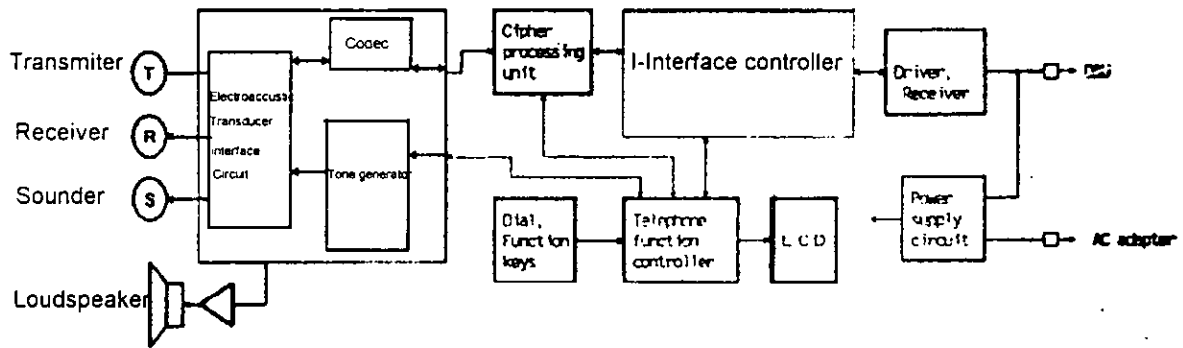 Transmiter
T
Receiver
R
Sounder
S
Loudspeaker
Codec
Electroaccustic
Transducer
interface
Circuit
Tone generator
Cipher
processing
unit
I-Interface controller
Driver,
Receiver
Dial,
Function
keys
Telephone
function
controller
L C D
Power
supply
circuit
AC adapter